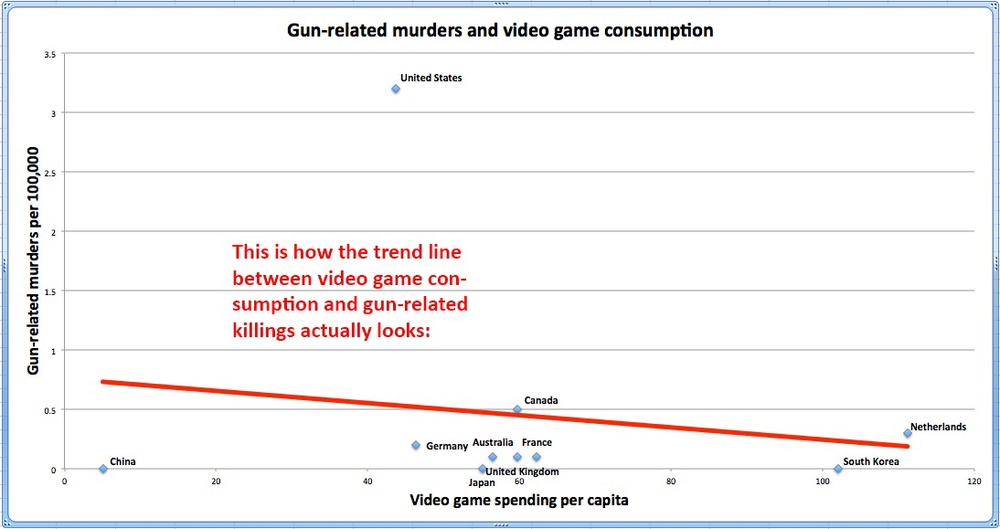 Gun-related murders and video game consumption
3.5
United States
3
2.5
Gun-related murders per 100,000
2
This is how the trend line
between video game con-
sumption and gun-related
killings actually looks:
1.5
1
0.5
Canada
Netherlands
Germany
Australia
France
China
South Korea
United Kingdom
Japan
0
0
20
40
60
80
100
120
Video game spending per capita